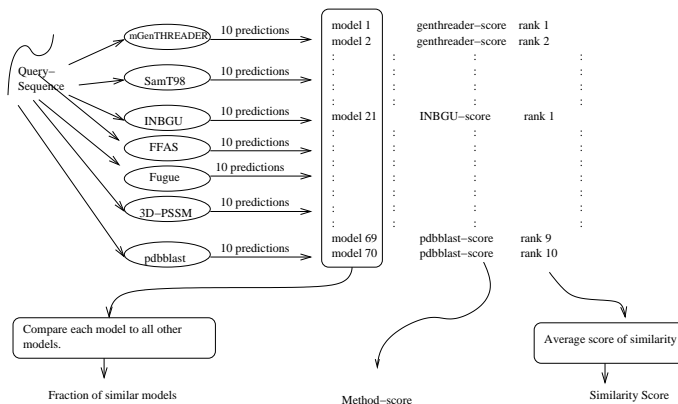 mGenTHREADER 10 predictions model 1 genthreader−score rank 1
model 2 genthreader−score rank 2
Query−
Sequence
SamT98 10 predictions
INBGU 10 predictions model 21 INBGU−score rank 1
FFAS 10 predictions
Fugue 10 predictions
3D−PSSM 10 predictions
model 69 pdbblast−score rank 9
pdbblast 10 predictions model 70 pdbblast−score rank 10
Compare each model to all other
models.
Average score of similarity
Fraction of similar models
Method−score
Similarity Score